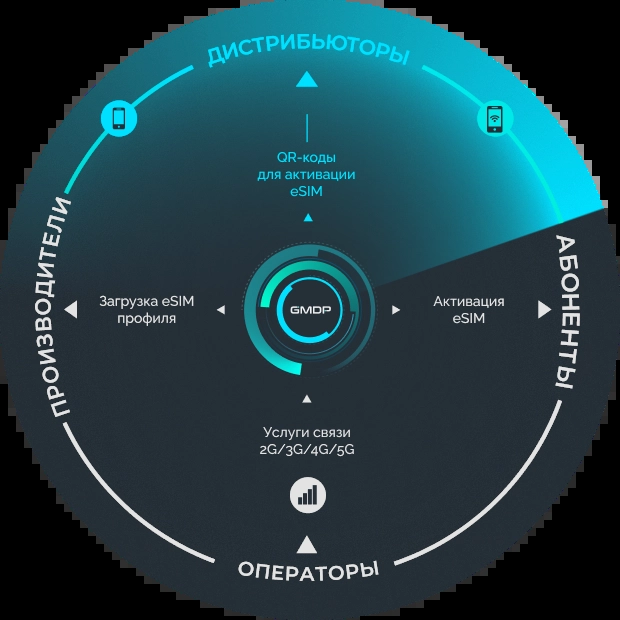 ДИСТРИБЬЮТОРЫ
QR-коды
для активации
eSIM
ПРОИЗВОДИТЕЛИ
Загрузка eSIM
профиля
GMDP
Активация
eSIM
АБОНЕНТЫ
Услуги связи
2G/3G/4G/5G
ОПЕРАТОРЫ